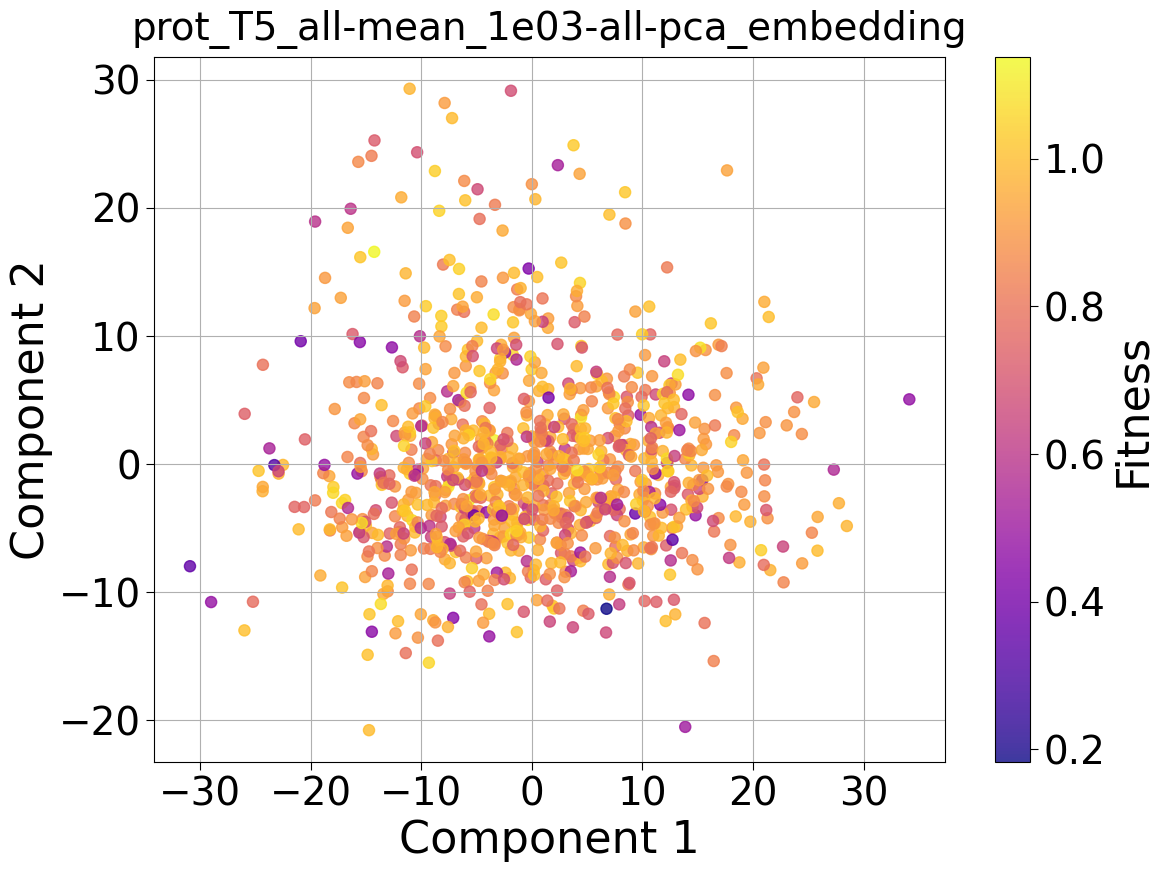 prot_T5_all-mean_1e03-all-pca_embedding
30
20
10
0
−10
−20
−30 −20 −10 0 10 20 30
Component 1
Component 2
1.0
0.8
0.6
0.4
0.2
Fitness